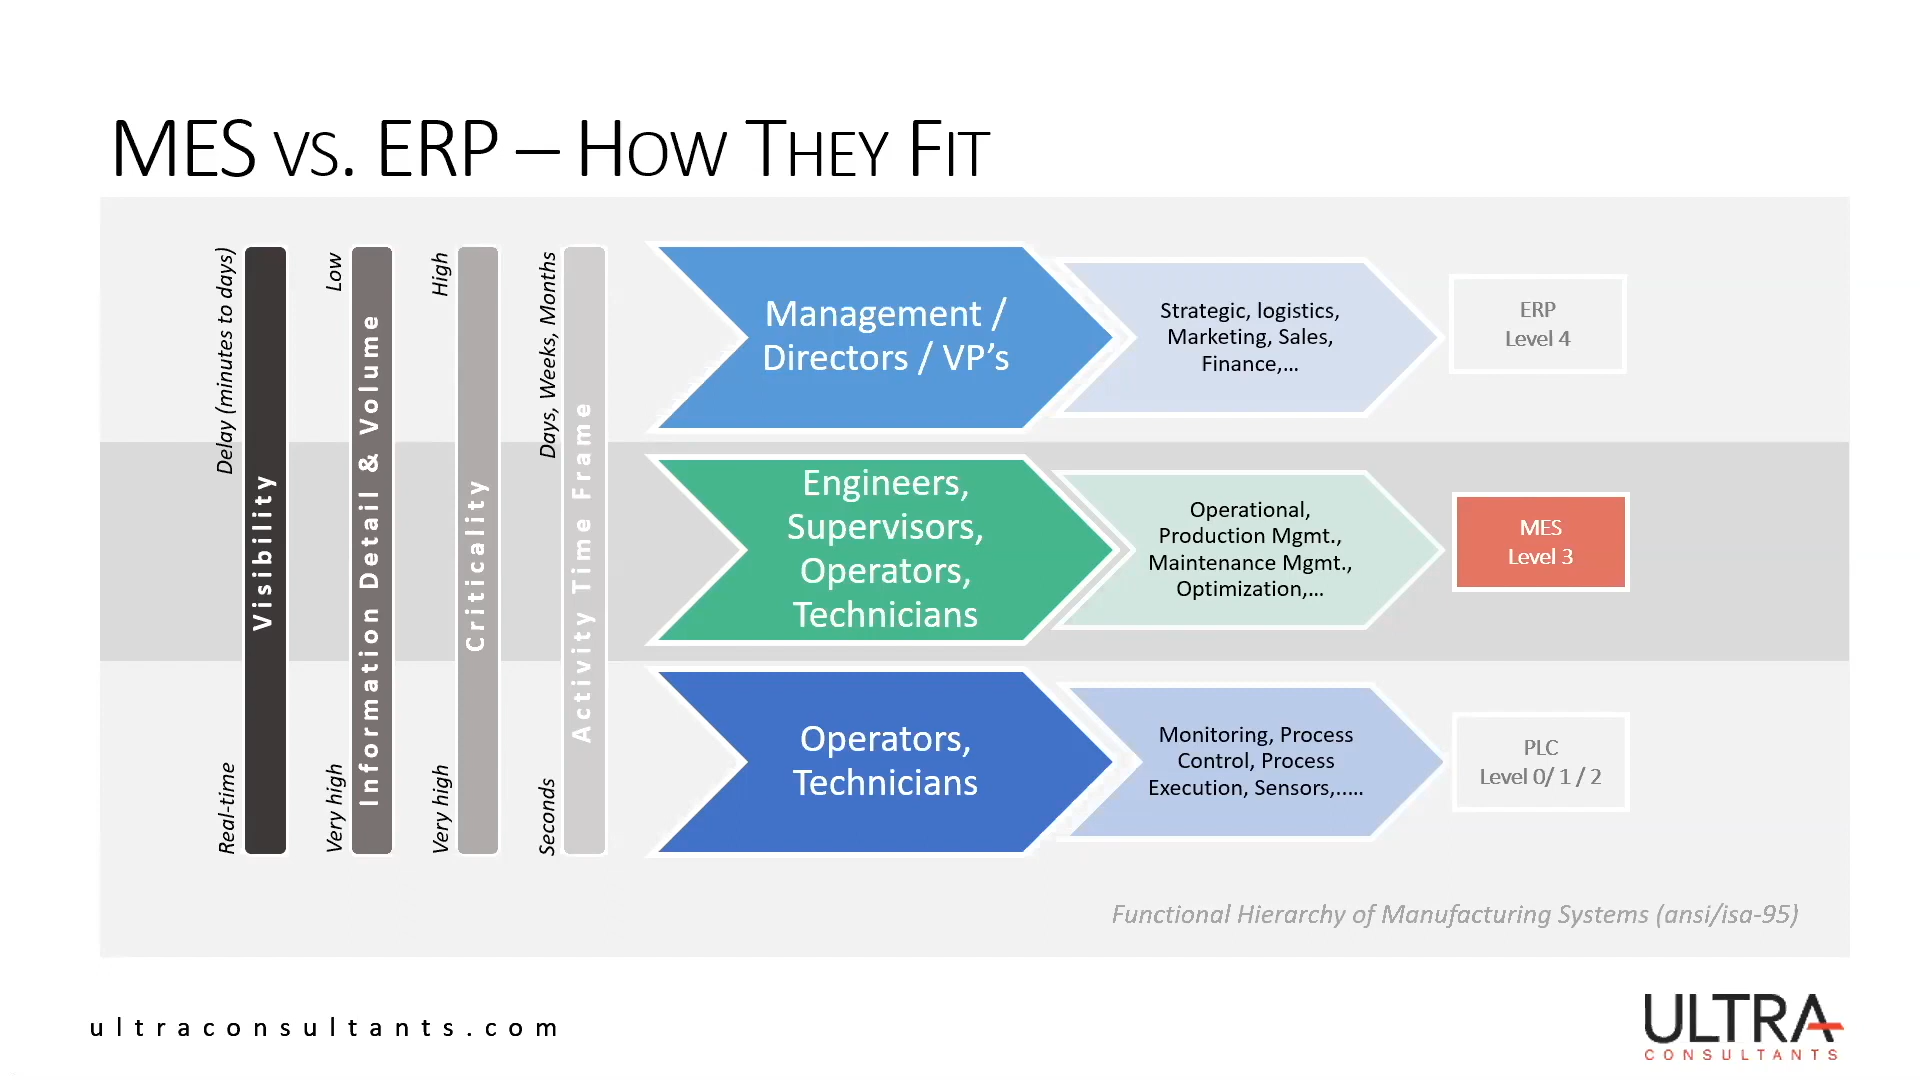 MES VS. ERP – HOW THEY FIT
Delay (minutes to days)
Real-time
Visibility
Low
Very high
Information Detail & Volume
High
Very high
Criticality
Days, Weeks, Months
Seconds
Activity Time Frame
Management /
Directors / VP’s
Strategic, logistics,
Marketing, Sales,
Finance,...
ERP
Level 4
Engineers,
Supervisors,
Operators,
Technicians
Operational,
Production Mgmt.,
Maintenance Mgmt.,
Optimization,...
MES
Level 3
Operators,
Technicians
Monitoring, Process
Control, Process
Execution, Sensors,.....
PLC
Level 0/ 1 / 2
Functional Hierarchy of Manufacturing Systems (ansi/isa-95)
ultraconsultants.com
ULTRA
CONSULTANTS